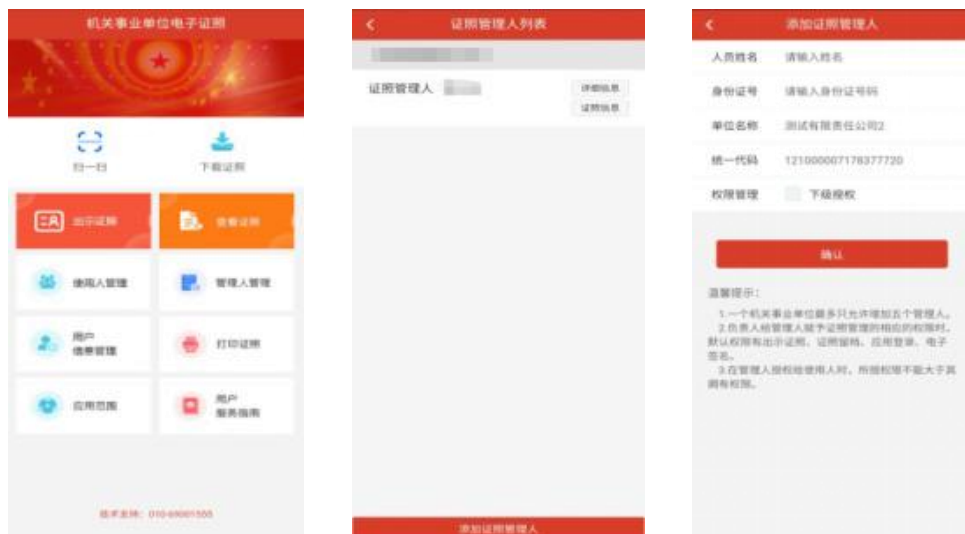 机关事业单位电子证照
扫一扫
下载证照
出示证照
查看证照
使用人管理
管理人管理
用户
信息管理
打印证照
应用范围
用户
服务指南
技术支持：010-69001555
证照管理人列表
证照管理人
详细信息
证照信息
添加证照管理人
添加证照管理人
人员姓名 请输入姓名
身份证号 请输入身份证号码
单位名称 测试有限责任公司2
统一代码 121000007178377720
权限管理 下级授权
确认
温馨提示：
1.一个机关事业单位最多只允许增加五个管理人。
2.负责人给管理人赋予证照管理的相应的权限时，
默认权限有出示证照、证照留档、应用登录、电子
签名。
3.在管理人授权给使用人时，所授权限不能大于其
拥有权限。